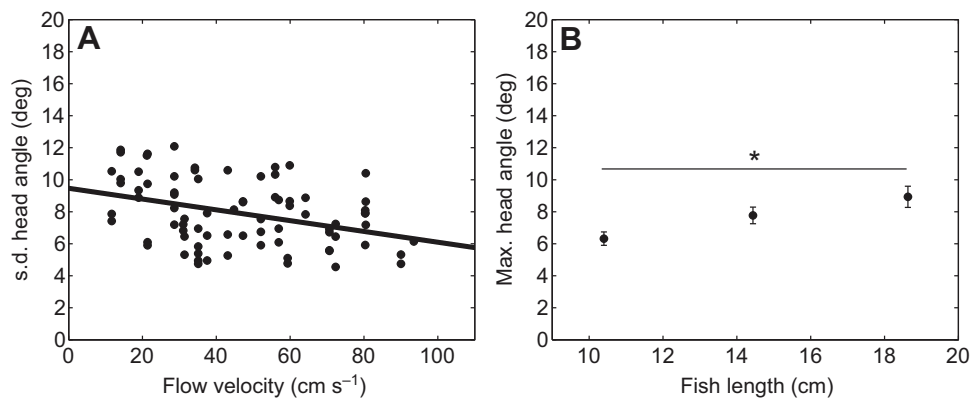 A
20
18
16
14
12
10
8
6
4
2
0
s.d. head angle (deg)
0 20 40 60 80 100
Flow velocity (cm s⁻¹)
B
20
18
16
14
12
10
8
6
4
2
0
Max. head angle (deg)
*
10 12 14 16 18 20
Fish length (cm)